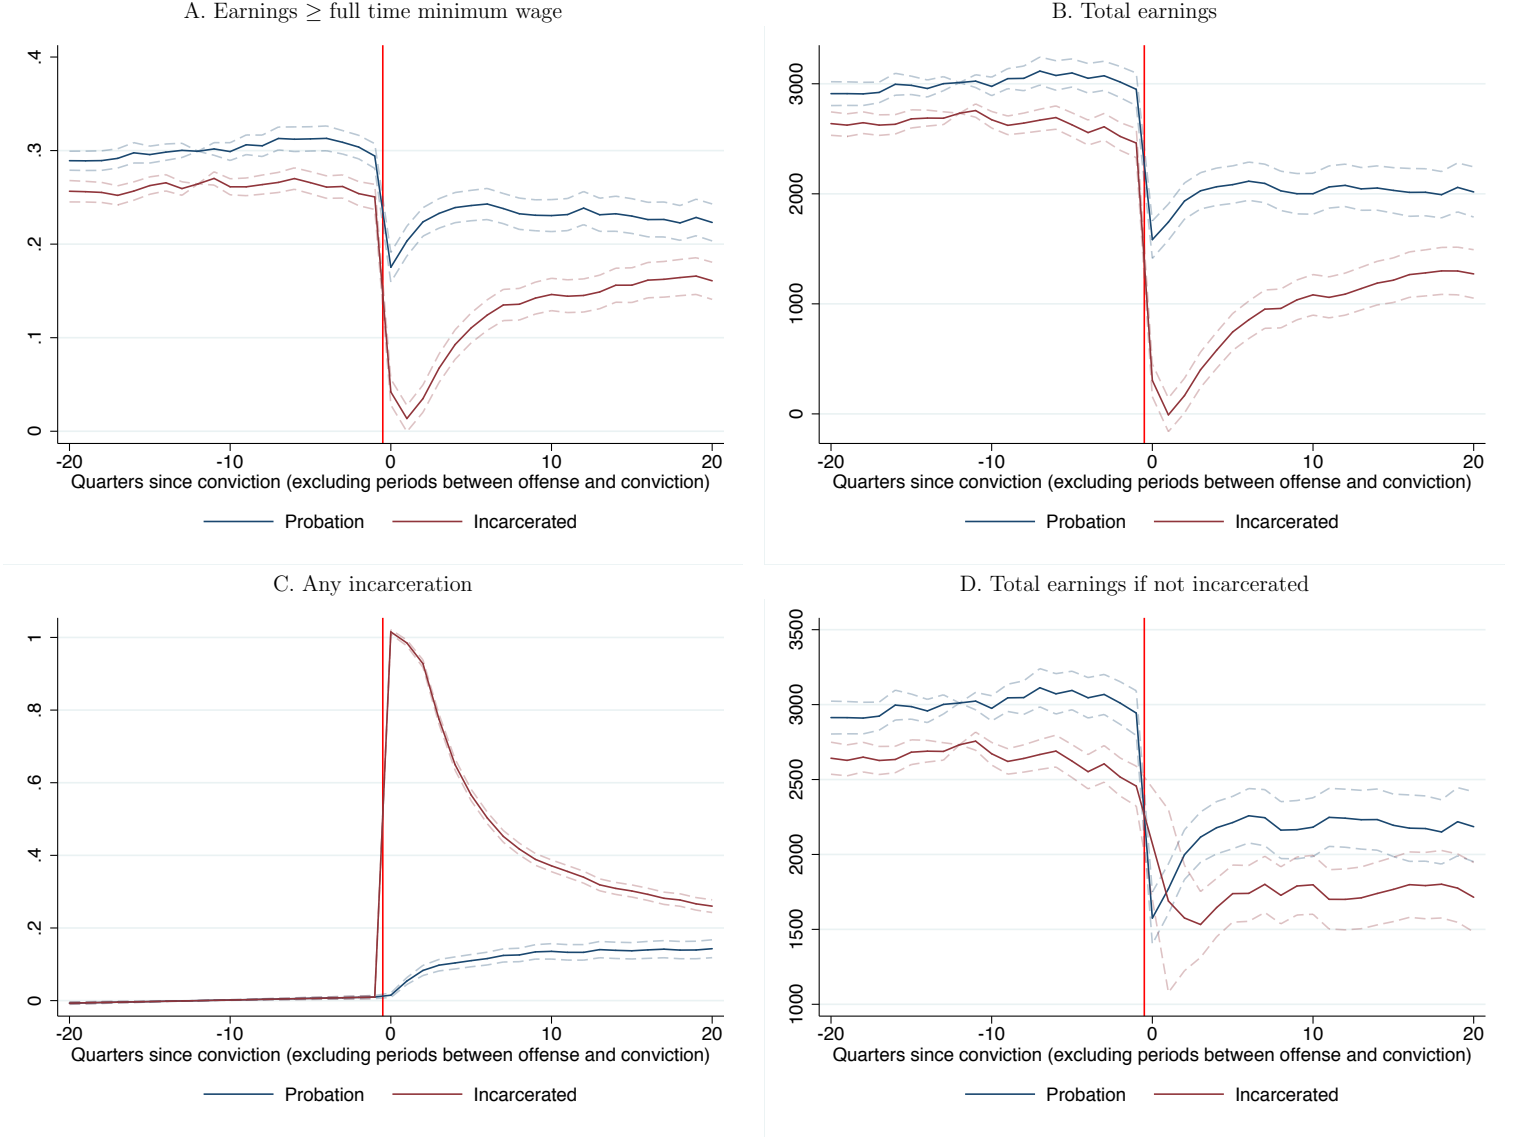 A. Earnings ≥ full time minimum wage
.4
.3
.2
.1
0
-20 -10 0 10 20
Quarters since conviction (excluding periods between offense and conviction)
Probation Incarcerated
B. Total earnings
3000
2000
1000
0
-20 -10 0 10 20
Quarters since conviction (excluding periods between offense and conviction)
Probation Incarcerated
C. Any incarceration
1
.8
.6
.4
.2
0
-20 -10 0 10 20
Quarters since conviction (excluding periods between offense and conviction)
Probation Incarcerated
D. Total earnings if not incarcerated
3500
3000
2500
2000
1500
1000
-20 -10 0 10 20
Quarters since conviction (excluding periods between offense and conviction)
Probation Incarcerated